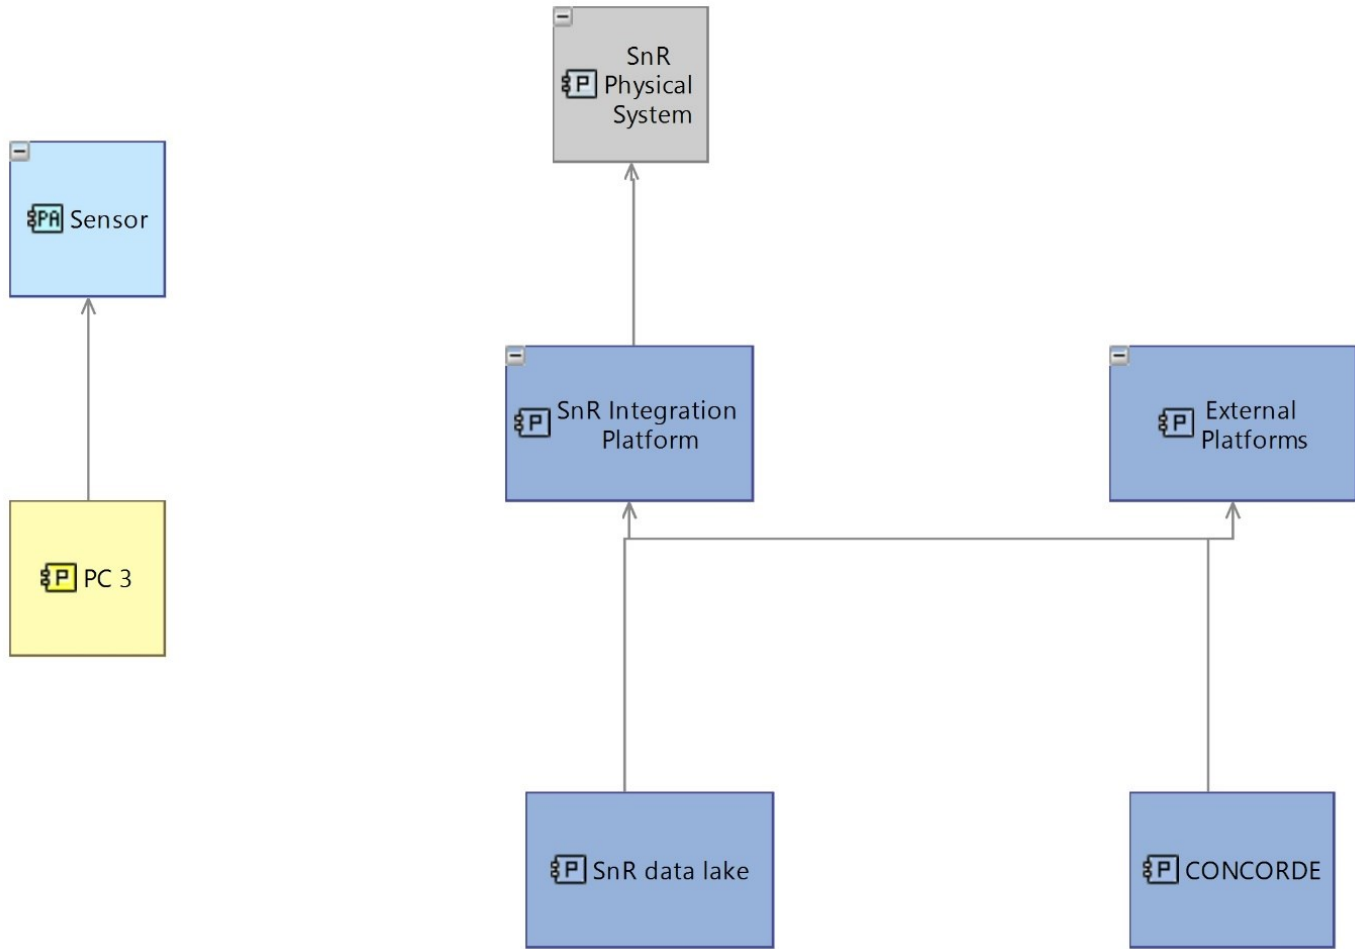 SnR
P Physical
System
PA Sensor
P SnR Integration
Platform
P External
Platforms
P PC 3
P SnR data lake
P CONCORDE